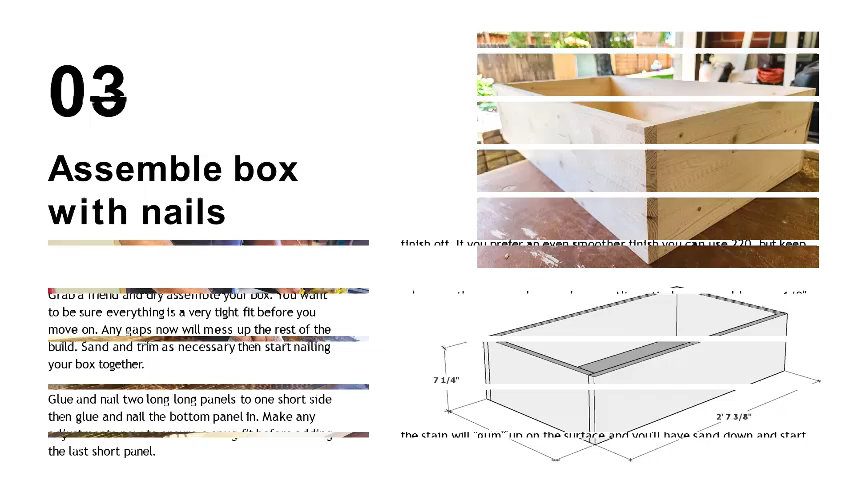 03
Assemble box
with nails
Grab a friend and dry assemble your box. You want
to be sure everything is a very tight fit before you
move on. Any gaps now will mess up the rest of the
build. Sand and trim as necessary then start nailing
your box together.
Glue and nail two long long panels to one short side
then glue and nail the bottom panel in. Make any
before adding
the last short panel.
finish off. If you prefer an even smoother finish you can use 220, but keep
7 1/4"
2' 7 3/8"
the stain will "gum" up on the surface and you'll have sand down and start